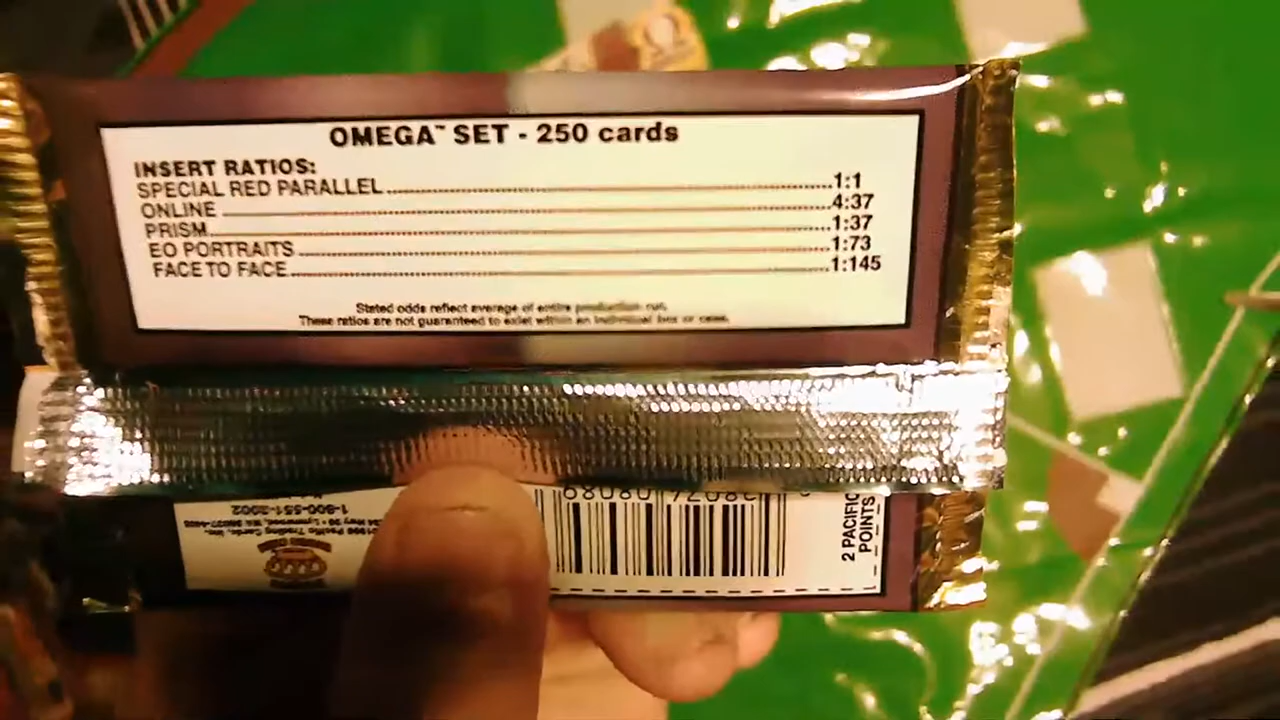 OMEGA™ SET - 250 cards
INSERT RATIOS:
SPECIAL RED PARALLEL....................1:1
ONLINE....................4:37
PRISM....................1:37
EO PORTRAITS....................1:73
FACE TO FACE....................1:145
Stated odds reflect average of entire production run.
These ratios are not guaranteed to exist within an individual box or case.
1-800-551-2002
2 PACIFIC
POINTS